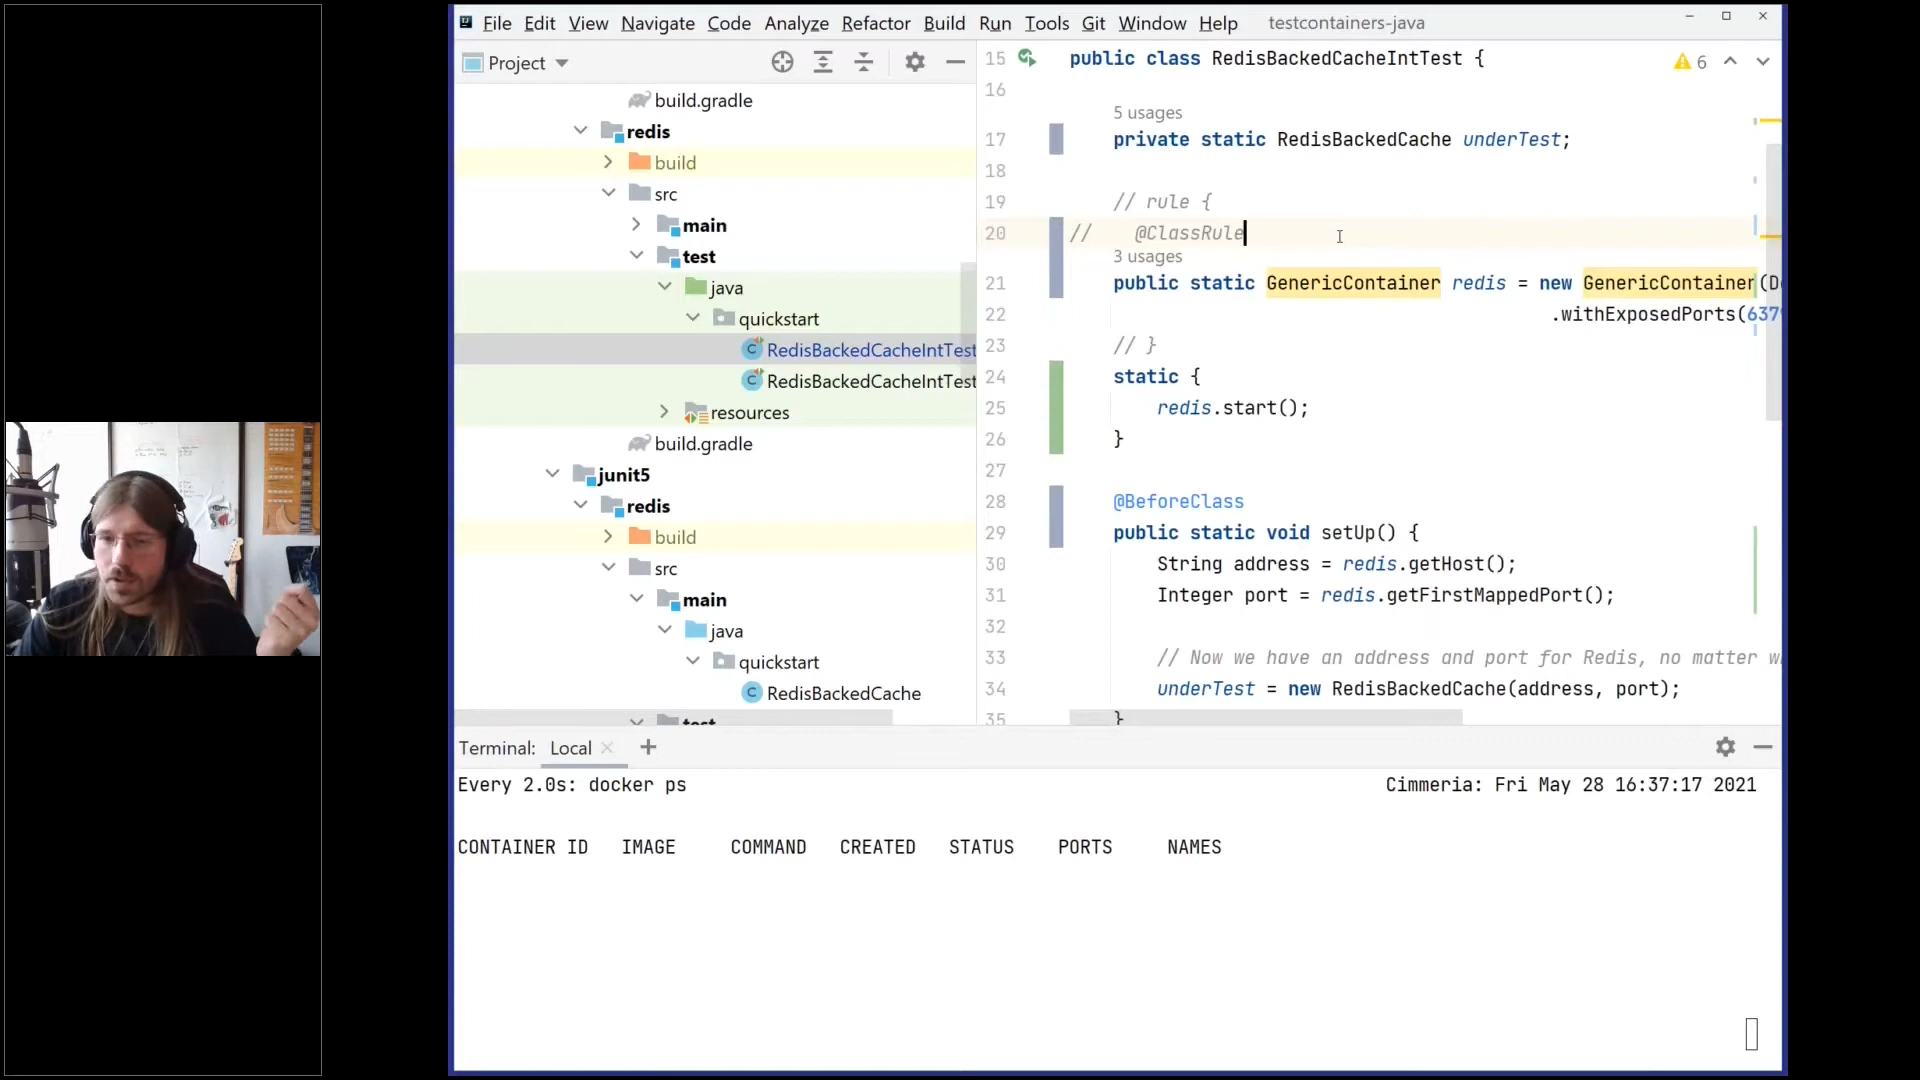 File Edit View Navigate Code Analyze Refactor Build Run Tools Git Window Help testcontainers-java
Project
build.gradle
redis
build
src
main
test
java
quickstart
RedisBackedCacheIntTest
RedisBackedCacheIntTest
resources
build.gradle
junit5
redis
build
src
main
java
quickstart
RedisBackedCache
test
6
15 public class RedisBackedCacheIntTest {
16
5 usages
17 private static RedisBackedCache underTest;
18
19 // rule {
20 // @ClassRule
3 usages
21 public static GenericContainer redis = new GenericContainer(Do
22 .withExposedPorts(6379
23 // }
24 static {
25 redis.start();
26 }
27
28 @BeforeClass
29 public static void setUp() {
30 String address = redis.getHost();
31 Integer port = redis.getFirstMappedPort();
32
33 // Now we have an address and port for Redis, no matter w
34 underTest = new RedisBackedCache(address, port);
35 }
Terminal: Local
Every 2.0s: docker ps Cimmeria: Fri May 28 16:37:17 2021
CONTAINER ID IMAGE COMMAND CREATED STATUS PORTS NAMES